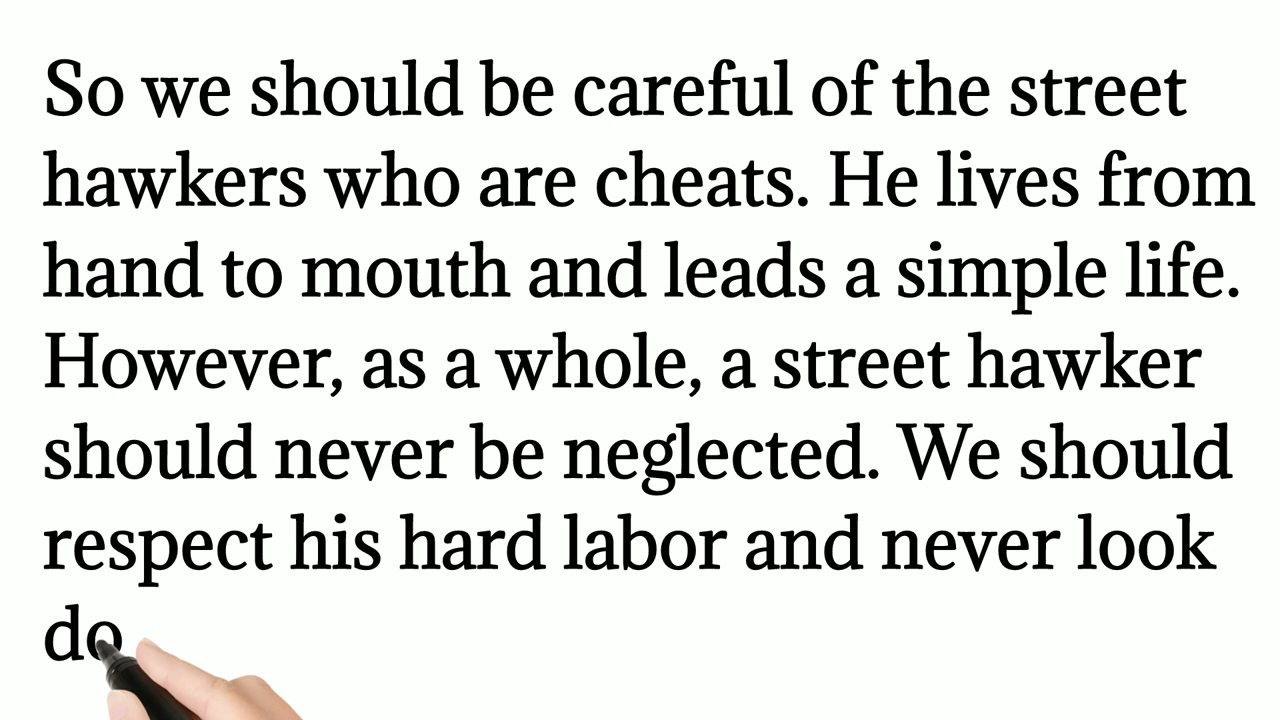 So we should be careful of the street
hawkers who are cheats. He lives from
hand to mouth and leads a simple life.
However, as a whole, a street hawker
should never be neglected. We should
respect his hard labor and never look
do